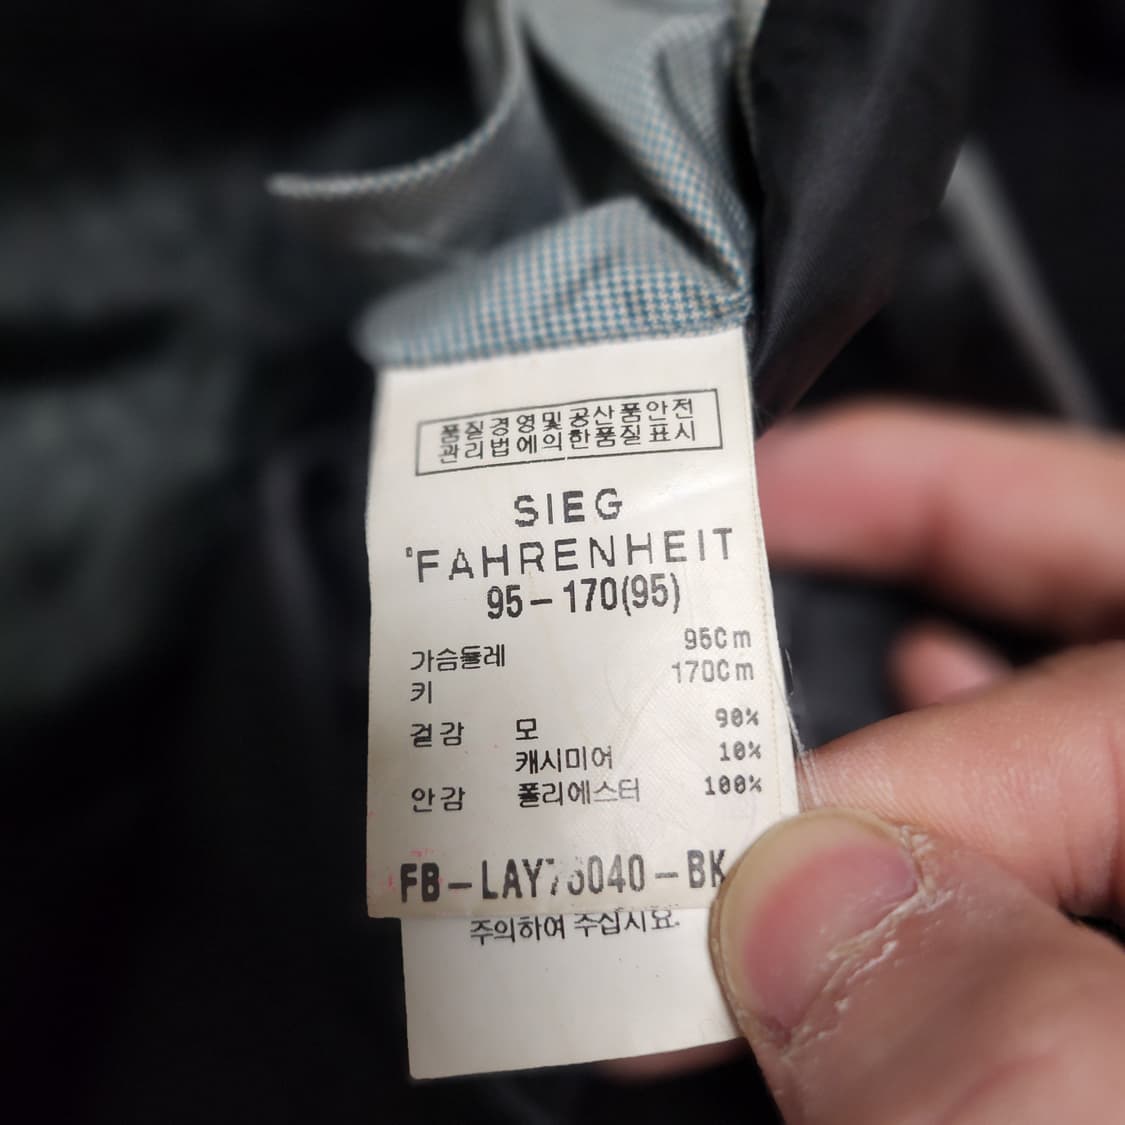 품질경영및공산품안전
관리법에의한품질표시
SIEG
°FAHRENHEIT
95-170(95)
가슴둘레 95Cm
키 170Cm
겉감 모 90%
캐시미어 10%
안감 폴리에스터 100%
주의하여 주십시요.